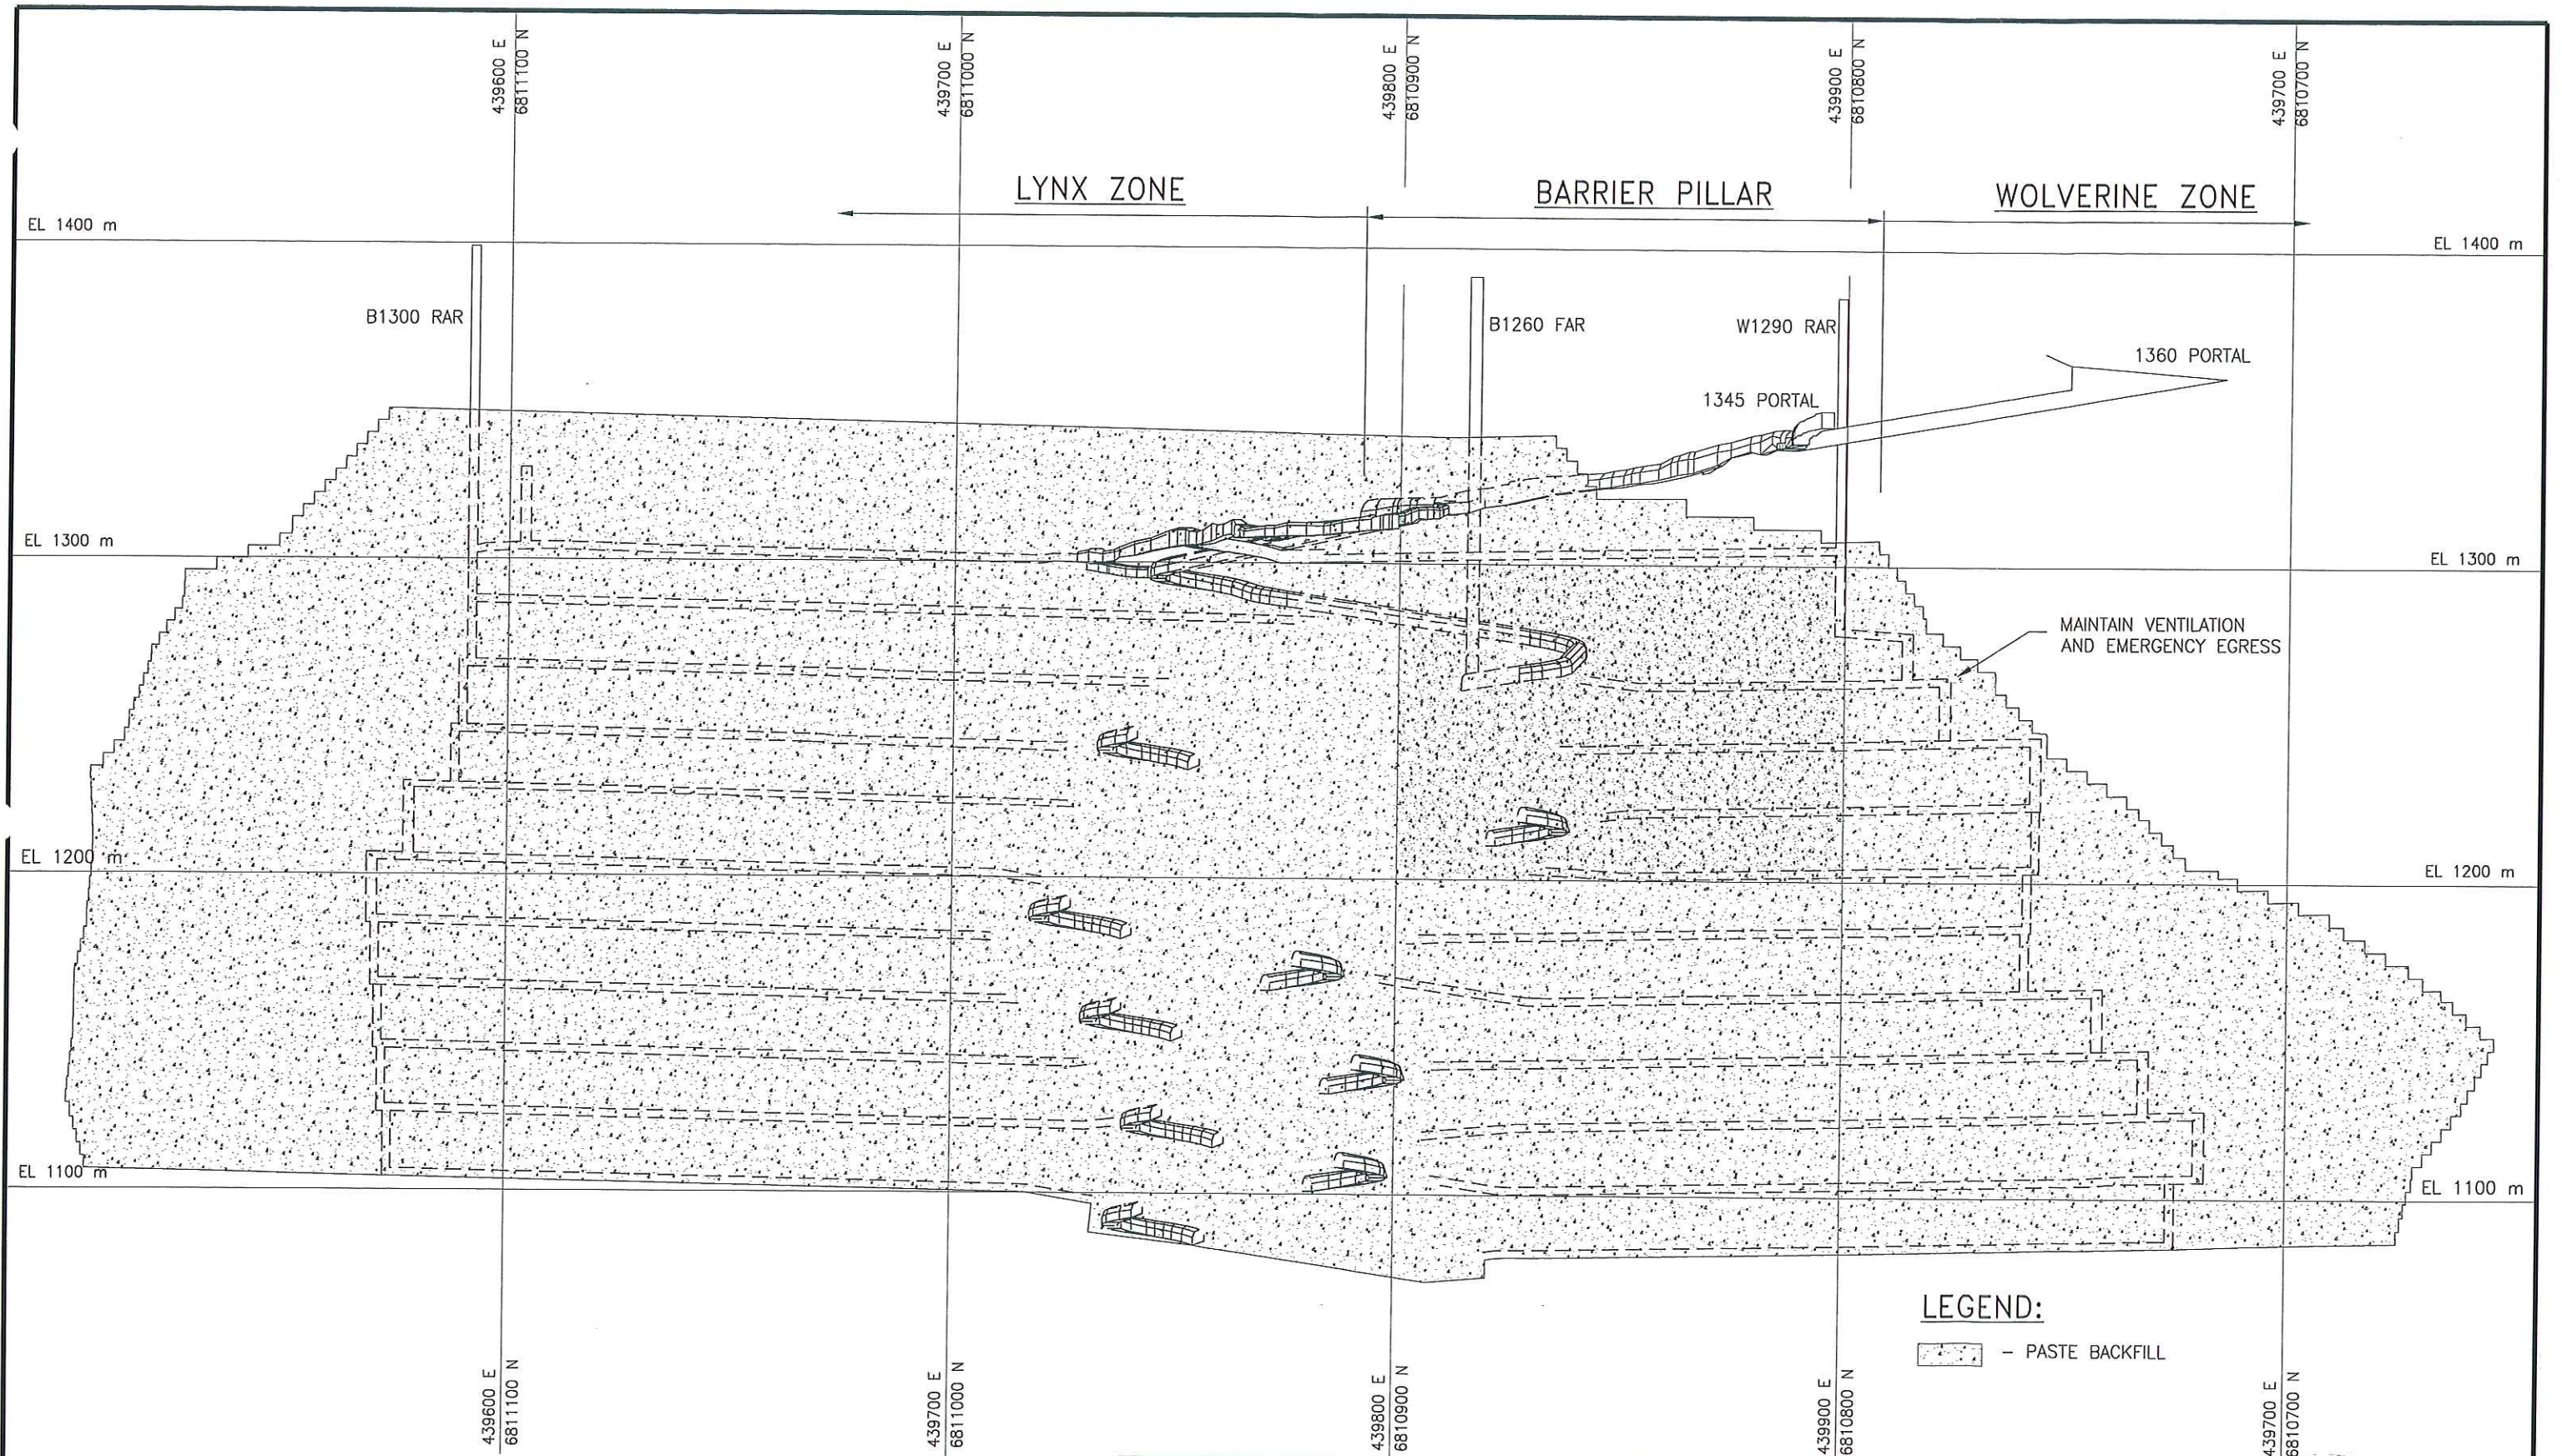 439600 E
6811100 N
439700 E
6811000 N
439800 E
6810900 N
439900 E
6810800 N
439700 E
6810700 N
LYNX ZONE
BARRIER PILLAR
WOLVERINE ZONE
EL 1400 m
EL 1400 m
B1300 RAR
B1260 FAR
W1290 RAR
1360 PORTAL
1345 PORTAL
EL 1300 m
EL 1300 m
MAINTAIN VENTILATION
AND EMERGENCY EGRESS
EL 1200 m
EL 1200 m
EL 1100 m
EL 1100 m
LEGEND:
- PASTE BACKFILL
439600 E
6811100 N
439700 E
6811000 N
439800 E
6810900 N
439900 E
6810800 N
439700 E
6810700 N